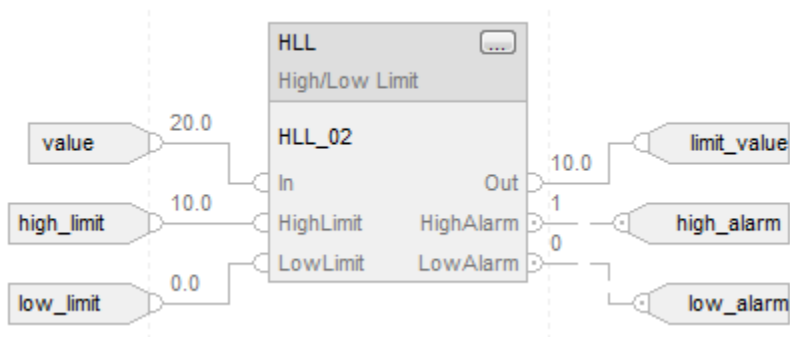 HLL
...
High/Low Limit
HLL_02
value
20.0
In
Out
10.0
limit_value
high_limit
10.0
HighLimit
HighAlarm
1
high_alarm
low_limit
0.0
LowLimit
LowAlarm
0
low_alarm